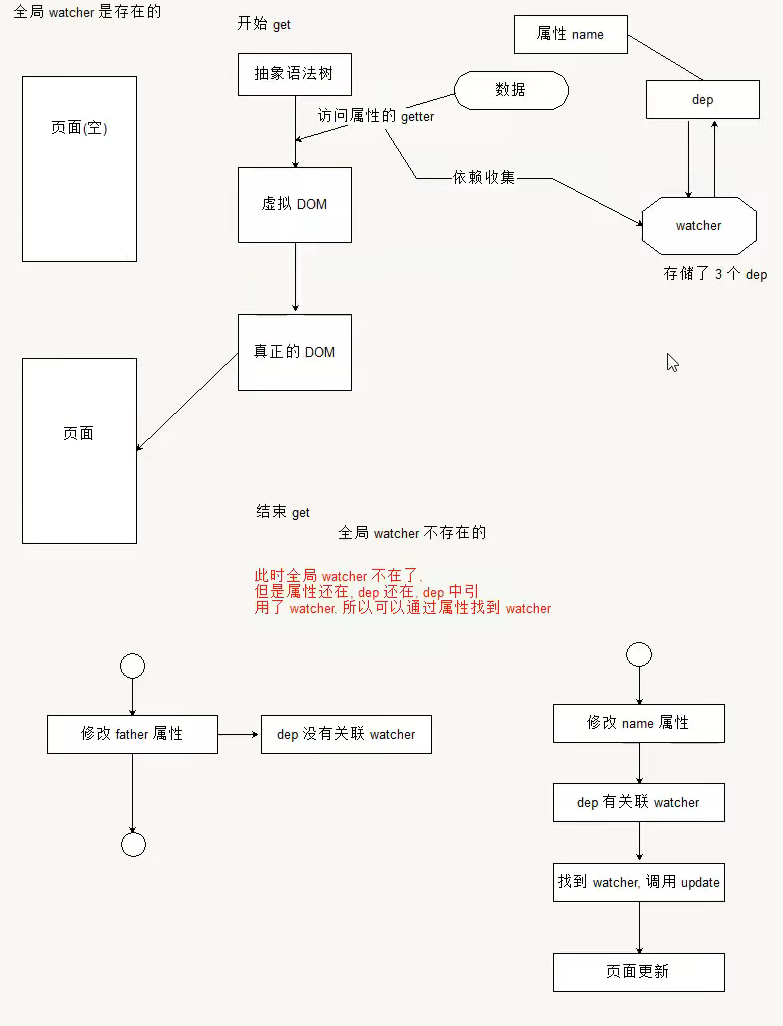 全局 watcher 是存在的
开始 get
属性 name
抽象语法树
数据
dep
访问属性的 getter
页面(空)
依赖收集
虚拟 DOM
watcher
存储了 3 个 dep
真正的 DOM
页面
结束 get
全局 watcher 不存在的
此时全局 watcher 不在了,
但是属性还在, dep 还在, dep 中引
用了 watcher. 所以可以通过属性找到 watcher
修改 father 属性
dep 没有关联 watcher
修改 name 属性
dep 有关联 watcher
找到 watcher, 调用 update
页面更新